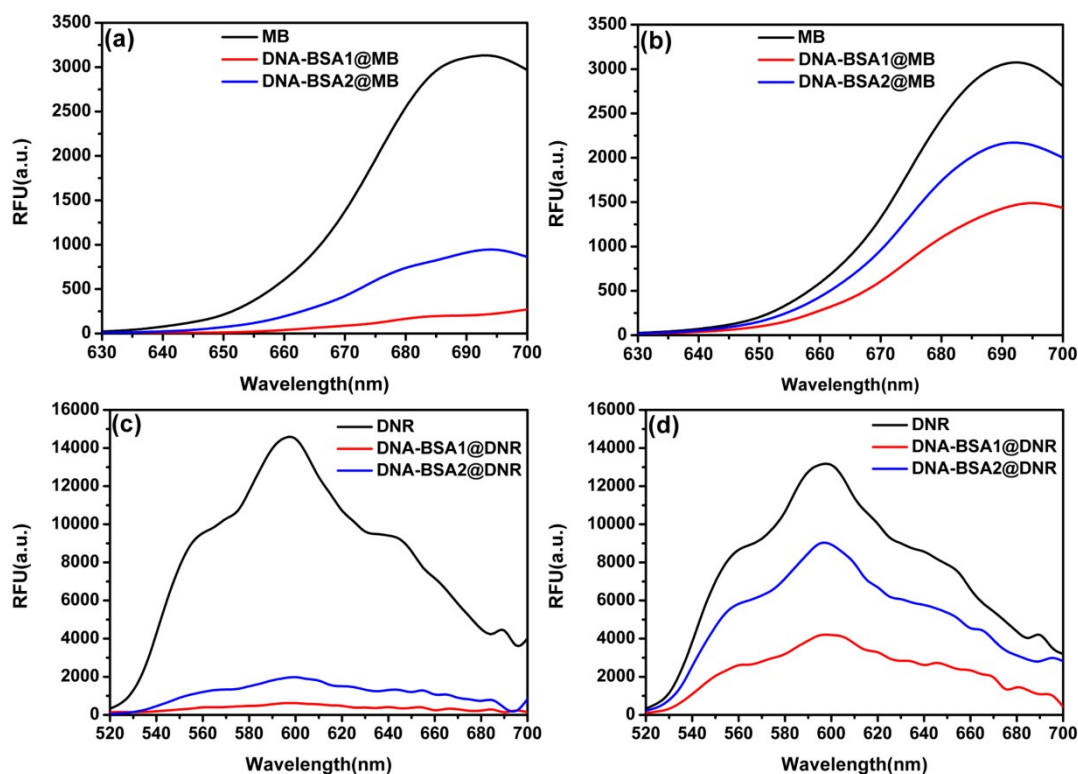 (a)
MB
DNA-BSA1@MB
DNA-BSA2@MB
3500
3000
2500
2000
1500
1000
500
0
RFU(a.u.)
630 640 650 660 670 680 690 700
Wavelength(nm)
(b)
MB
DNA-BSA1@MB
DNA-BSA2@MB
3500
3000
2500
2000
1500
1000
500
0
RFU(a.u.)
630 640 650 660 670 680 690 700
Wavelength(nm)
(c)
DNR
DNA-BSA1@DNR
DNA-BSA2@DNR
16000
14000
12000
10000
8000
6000
4000
2000
0
RFU(a.u.)
520 540 560 580 600 620 640 660 680 700
Wavelength(nm)
(d)
DNR
DNA-BSA1@DNR
DNA-BSA2@DNR
16000
14000
12000
10000
8000
6000
4000
2000
0
RFU(a.u.)
520 540 560 580 600 620 640 660 680 700
Wavelength(nm)